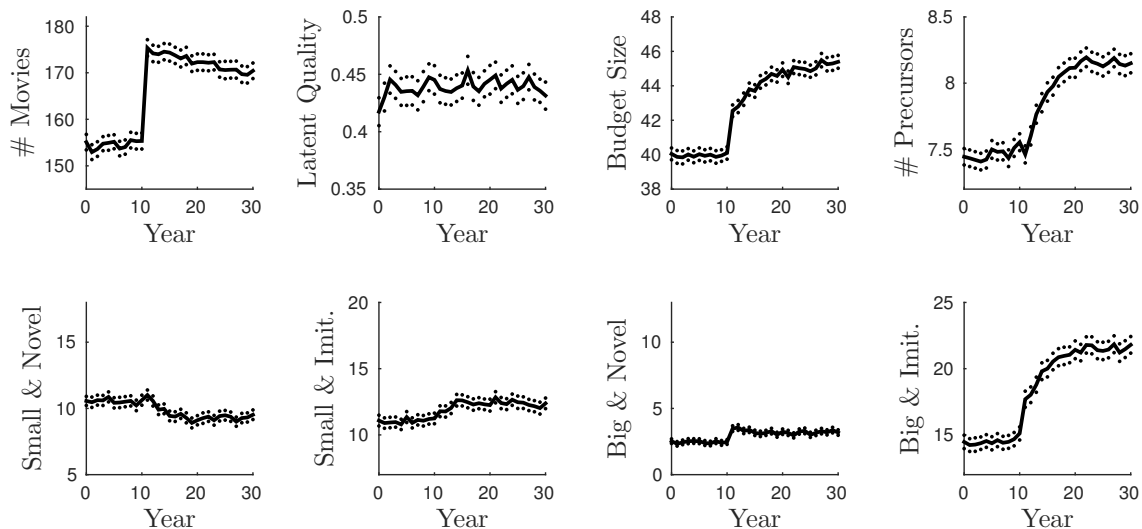 # Movies
180
170
160
150
0 10 20 30
Year
Latent Quality
0.5
0.45
0.4
0.35
0 10 20 30
Year
Budget Size
48
46
44
42
40
38
0 10 20 30
Year
# Precursors
8.5
8
7.5
0 10 20 30
Year
Small & Novel
15
10
5
0 10 20 30
Year
Small & Imit.
20
15
10
0 10 20 30
Year
Big & Novel
10
5
0
0 10 20 30
Year
Big & Imit.
25
20
15
0 10 20 30
Year